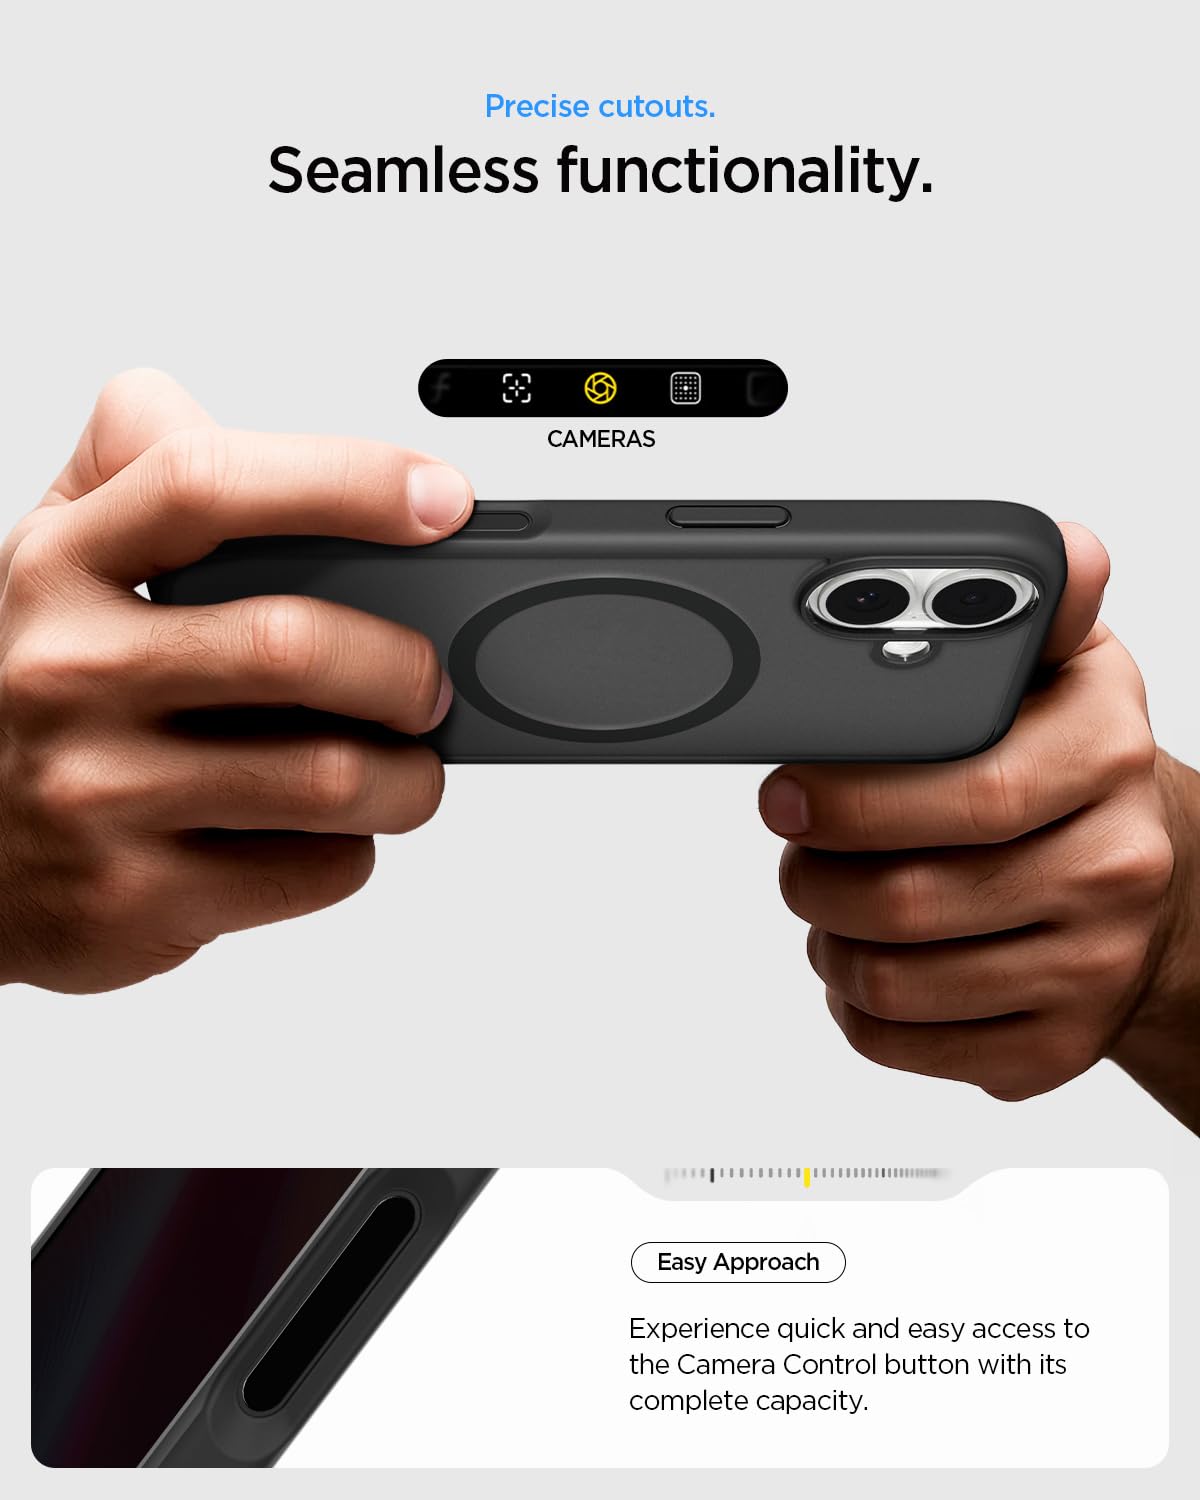 Precise cutouts.
Seamless functionality.
CAMERAS
Easy Approach
Experience quick and easy access to
the Camera Control button with its
complete capacity.